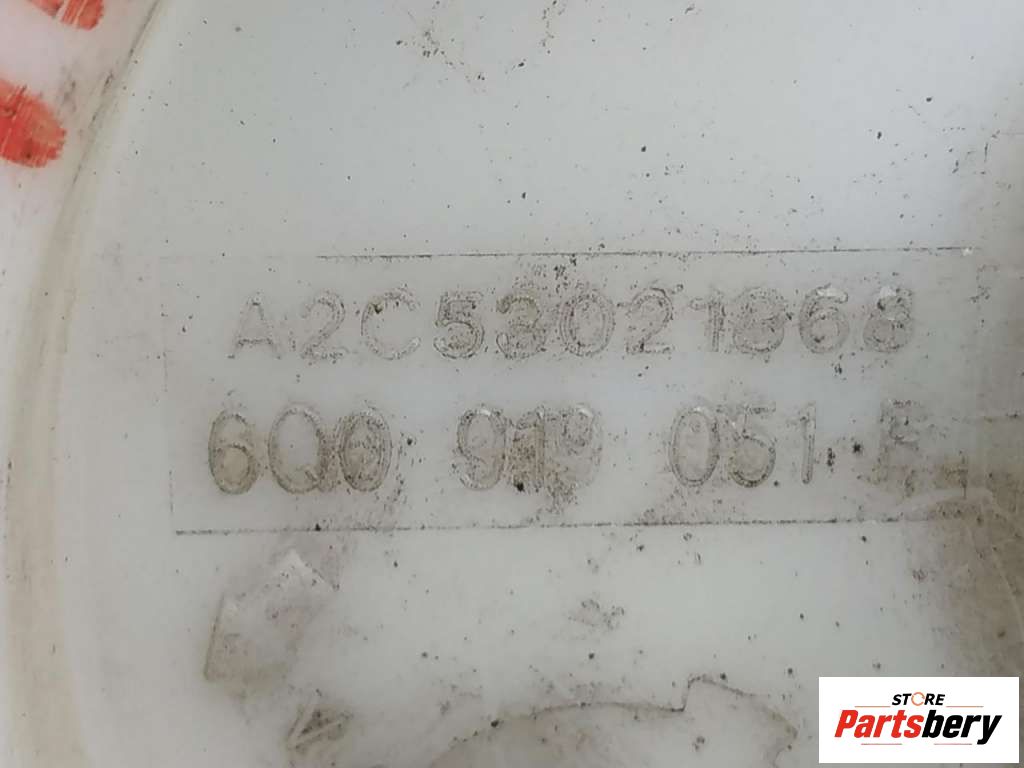 A2C53021868
6Q0 919 051 F
STORE
Partsbery